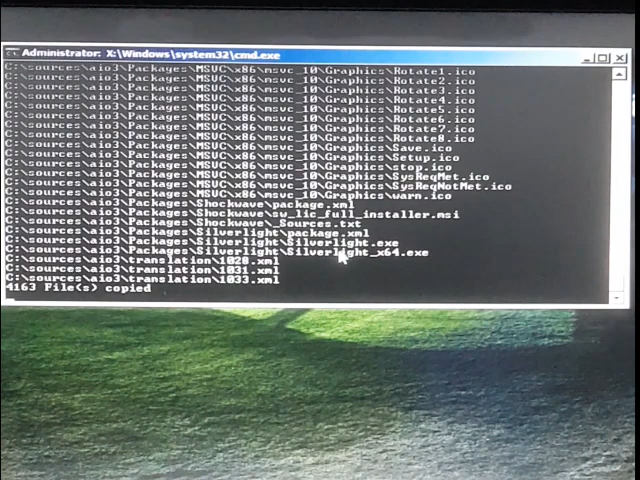 Administrator: X:\Windows\system32\cmd.exe
C:\sources\aio3\Packages\MSVC\x86\msvc_10\Graphics\Rotate1.ico
C:\sources\aio3\Packages\MSVC\x86\msvc_10\Graphics\Rotate2.ico
C:\sources\aio3\Packages\MSVC\x86\msvc_10\Graphics\Rotate3.ico
C:\sources\aio3\Packages\MSVC\x86\msvc_10\Graphics\Rotate4.ico
C:\sources\aio3\Packages\MSVC\x86\msvc_10\Graphics\Rotate5.ico
C:\sources\aio3\Packages\MSVC\x86\msvc_10\Graphics\Rotate6.ico
C:\sources\aio3\Packages\MSVC\x86\msvc_10\Graphics\Rotate7.ico
C:\sources\aio3\Packages\MSVC\x86\msvc_10\Graphics\Rotate8.ico
C:\sources\aio3\Packages\MSVC\x86\msvc_10\Graphics\Save.ico
C:\sources\aio3\Packages\MSVC\x86\msvc_10\Graphics\Setup.ico
C:\sources\aio3\Packages\MSVC\x86\msvc_10\Graphics\stop.ico
C:\sources\aio3\Packages\MSVC\x86\msvc_10\Graphics\SysReqMet.ico
C:\sources\aio3\Packages\MSVC\x86\msvc_10\Graphics\SysReqNotMet.ico
C:\sources\aio3\Packages\MSVC\x86\msvc_10\Graphics\warn.ico
C:\sources\aio3\Packages\Shockwave\package.xml
C:\sources\aio3\Packages\Shockwave\sw_lic_full_installer.msi
C:\sources\aio3\Packages\Shockwave\_Sources.txt
C:\sources\aio3\Packages\Silverlight\package.xml
C:\sources\aio3\Packages\Silverlight\Silverlight.exe
C:\sources\aio3\Packages\Silverlight\Silverlight_x64.exe
C:\sources\aio3\translation\1028.xml
C:\sources\aio3\translation\1031.xml
C:\sources\aio3\translation\1033.xml
4163 File(s) copied